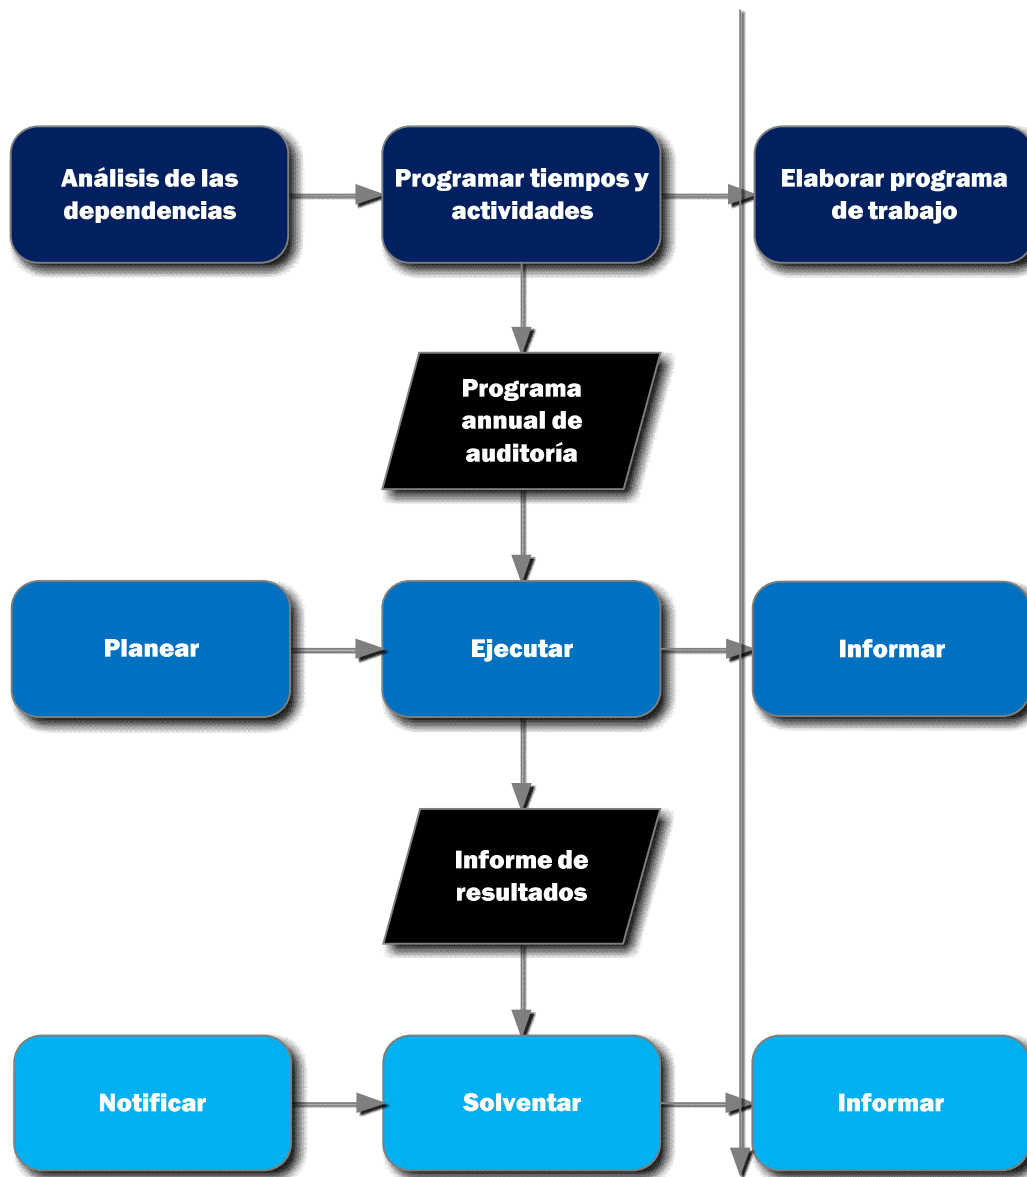 Análisis de las
dependencias
Programar tiempos y
actividades
Elaborar programa
de trabajo
Programa
annual de
auditoría
Planear
Ejecutar
Informar
Informe de
resultados
Notificar
Solventar
Informar